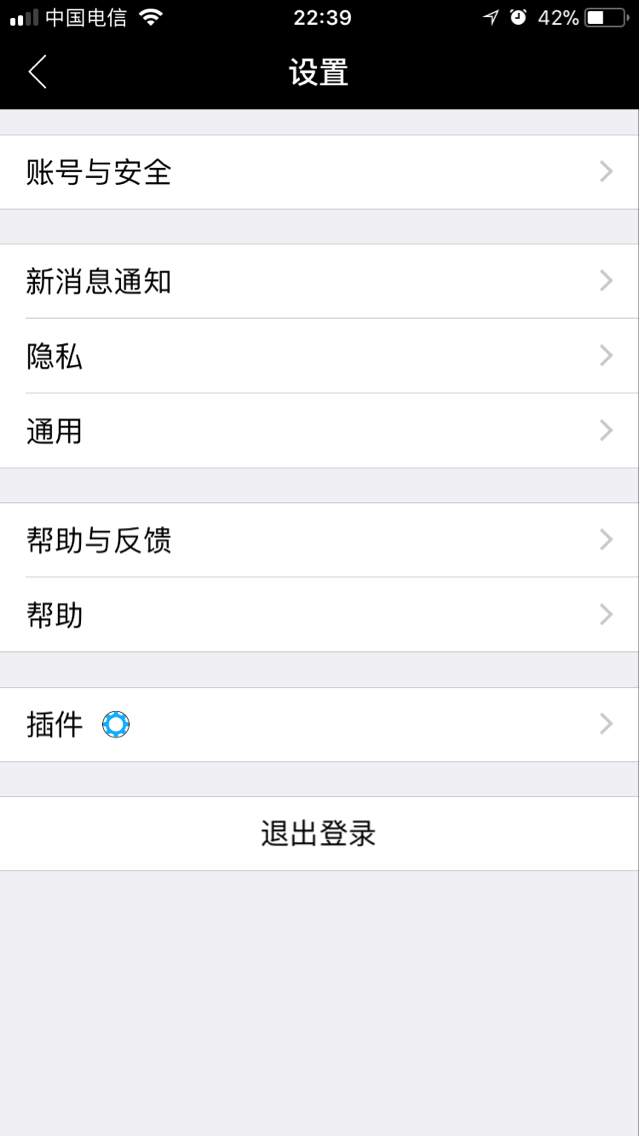 中国电信
22:39
42%
设置
账号与安全
新消息通知
隐私
通用
帮助与反馈
帮助
插件
退出登录